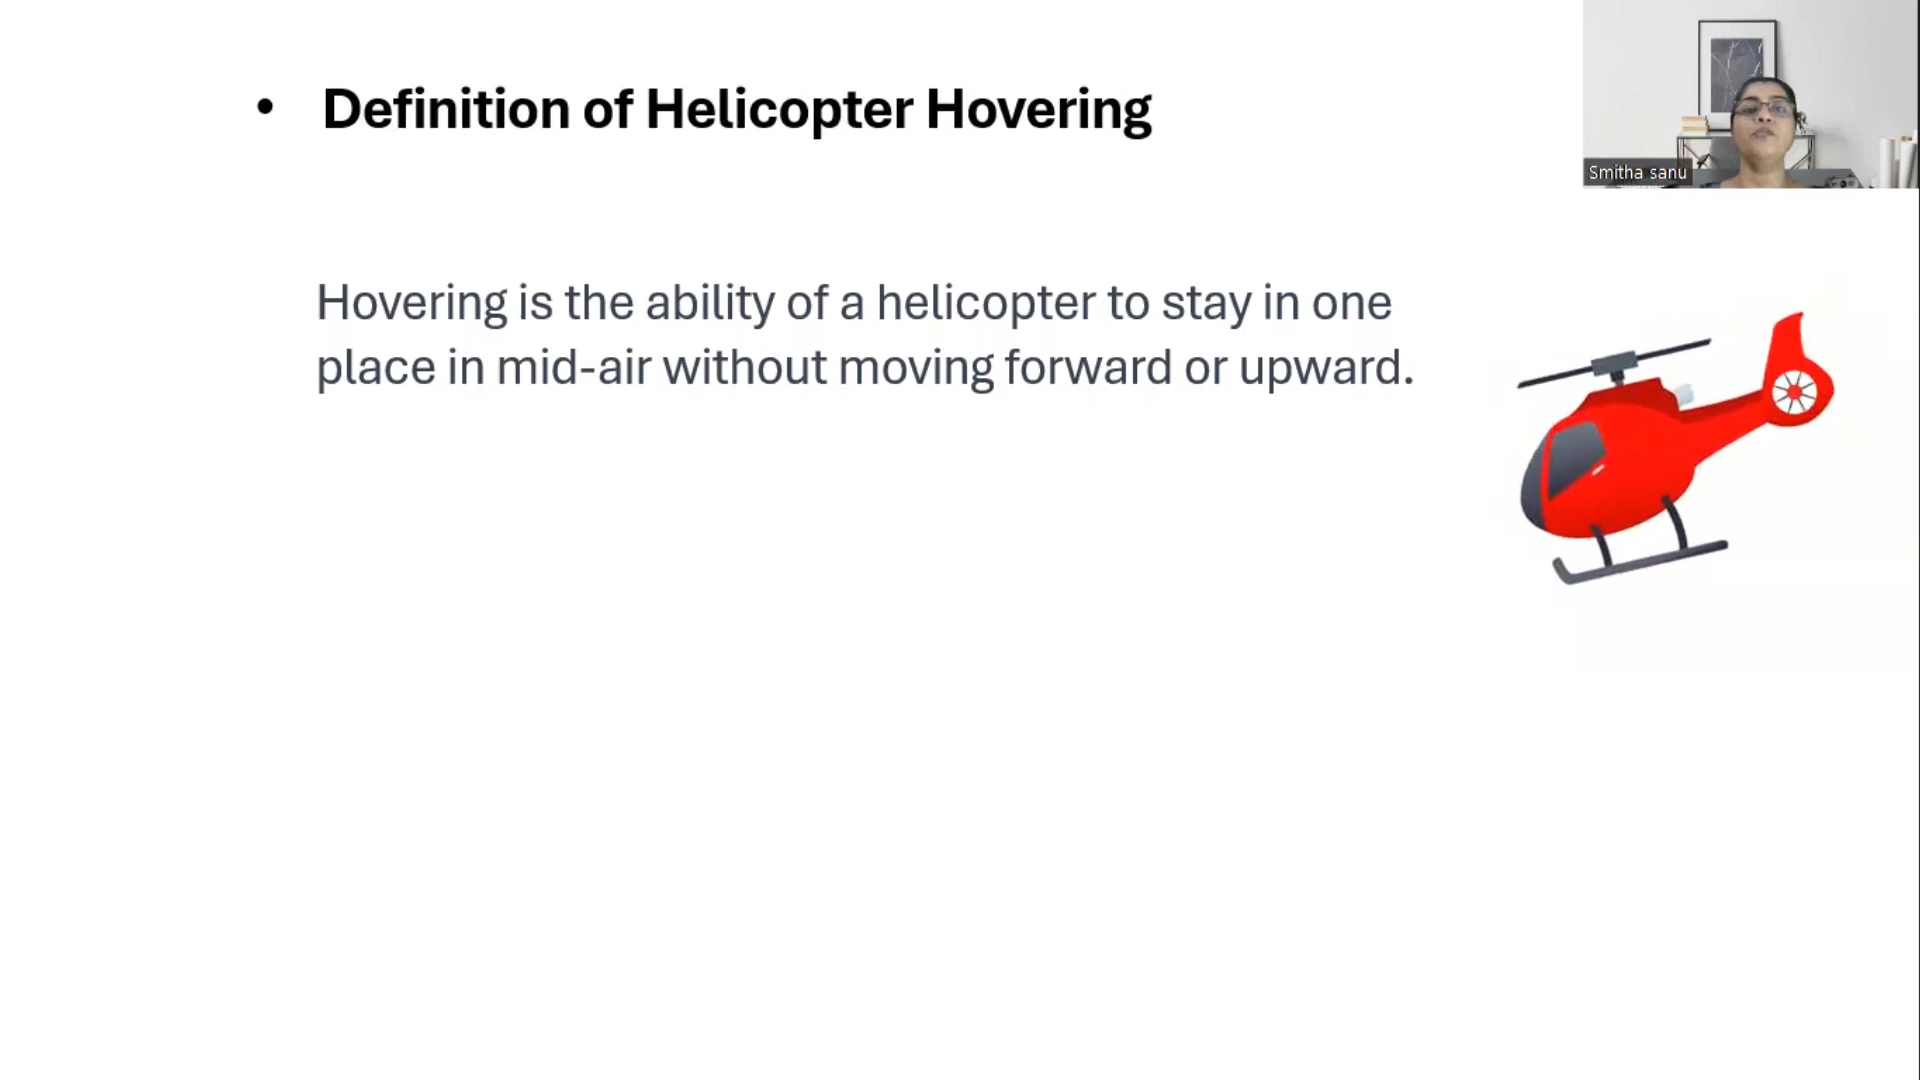 • Definition of Helicopter Hovering
Smitha sanu
Hovering is the ability of a helicopter to stay in one
place in mid-air without moving forward or upward.